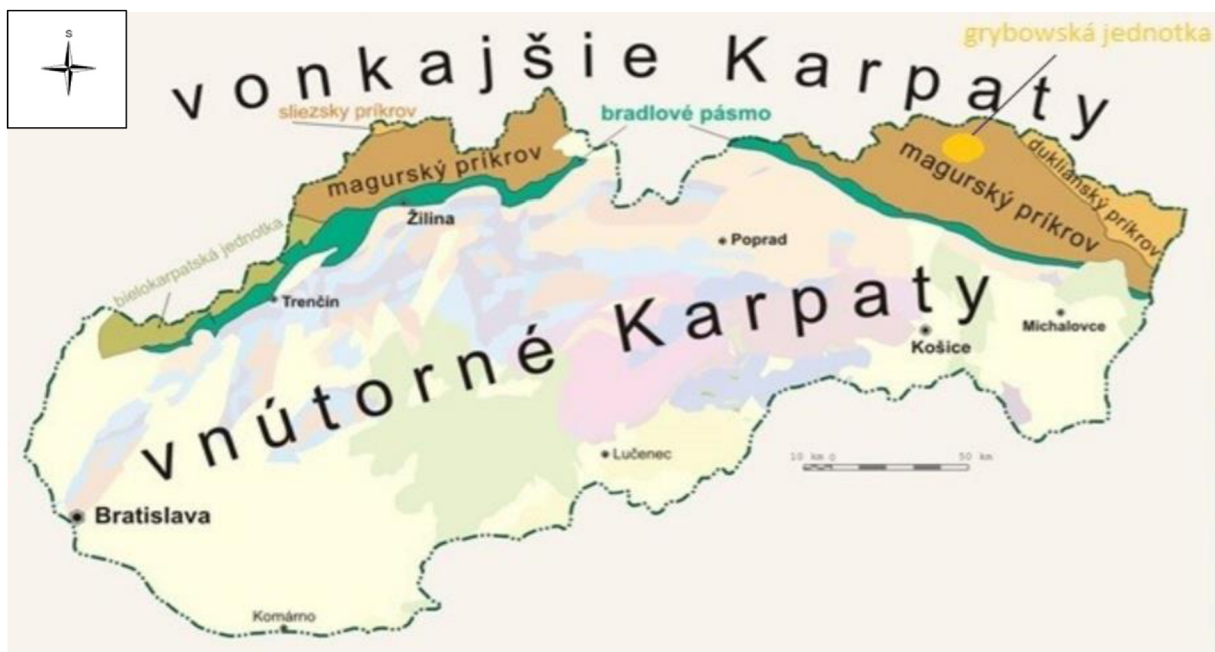 S
grybowská jednotka
vonkajšie Karpaty
sliezsky príkrov
bradlové pásmo
magurský príkrov
magurský príkrov
dukliansky príkrov
Žilina
bielokarpatská jednotka
Poprad
Trenčín
vnútorné Karpaty
Michalovce
Košice
Lučenec
10 km 0 50 km
Bratislava
Komárno